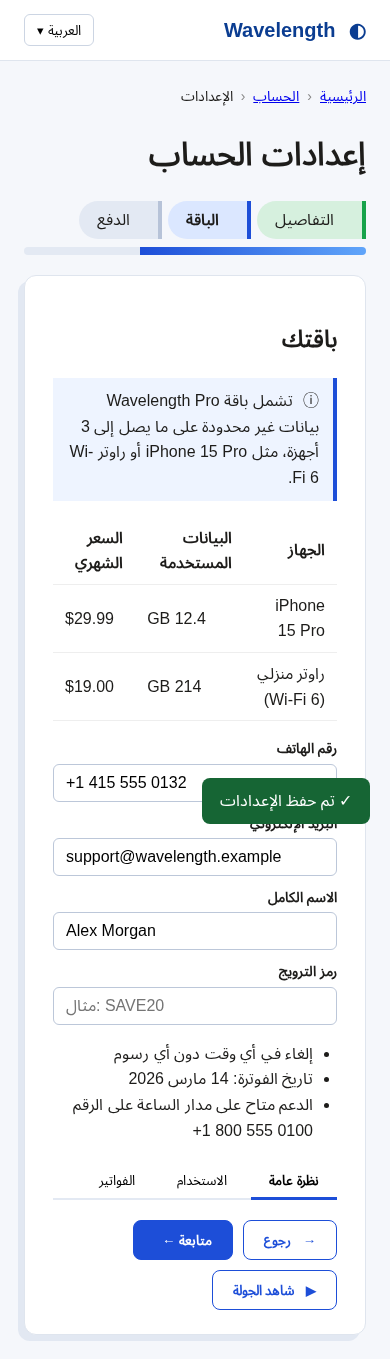 Wavelength
العربية ▾
الرئيسية › الحساب › الإعدادات
إعدادات الحساب
التفاصيل
الباقة
الدفع
باقتك
ⓘ تشمل باقة Wavelength Pro
بيانات غير محدودة على ما يصل إلى 3
أجهزة، مثل iPhone 15 Pro أو راوتر Wi-
Fi 6.
الجهاز	البيانات المستخدمة	السعر الشهري
iPhone 15 Pro	12.4 GB	$29.99
راوتر منزلي (Wi-Fi 6)	214 GB	$19.00
رقم الهاتف
+1 415 555 0132
✓ تم حفظ الإعدادات
البريد الإلكتروني
support@wavelength.example
الاسم الكامل
Alex Morgan
رمز الترويج
مثال: SAVE20
• إلغاء في أي وقت دون أي رسوم
• تاريخ الفوترة: 14 مارس 2026
• الدعم متاح على مدار الساعة على الرقم
+1 800 555 0100
نظرة عامة
الاستخدام
الفواتير
→ رجوع
متابعة ←
▶ شاهد الجولة